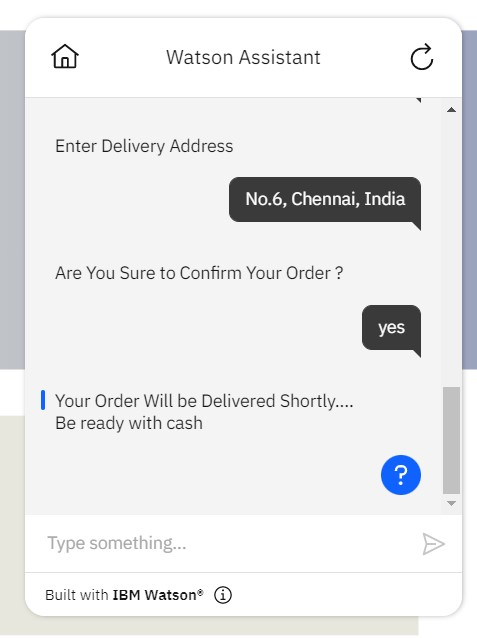 Watson Assistant
Enter Delivery Address
No.6, Chennai, India
Are You Sure to Confirm Your Order ?
yes
Your Order Will be Delivered Shortly....
Be ready with cash
?
Type something...
Built with IBM Watson®